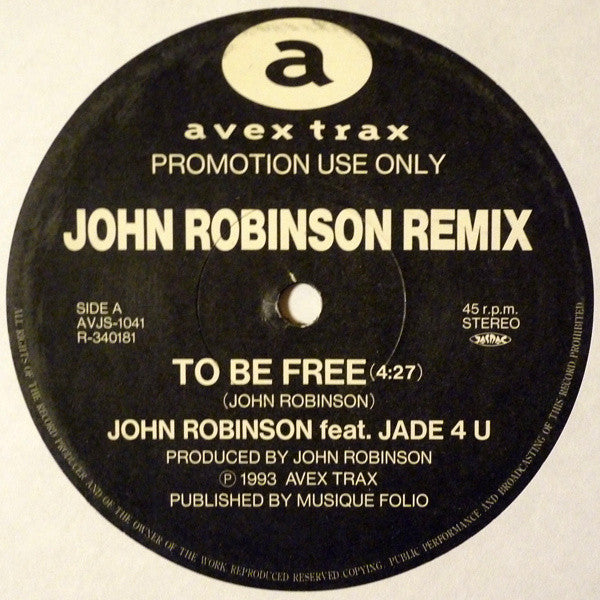 a
avex trax
PROMOTION USE ONLY
JOHN ROBINSON REMIX
SIDE A
AVJS-1041
R-340181
45 r.p.m.
STEREO
JASRAC
TO BE FREE (4:27)
(JOHN ROBINSON)
JOHN ROBINSON feat. JADE 4 U
PRODUCED BY JOHN ROBINSON
Ⓟ 1993 AVEX TRAX
PUBLISHED BY MUSIQUE FOLIO
ALL RIGHTS OF THE RECORD PRODUCER AND OF THE OWNER OF THE WORK REPRODUCED RESERVED COPYING, PUBLIC PERFORMANCE AND BROADCASTING OF THIS RECORD PROHIBITED